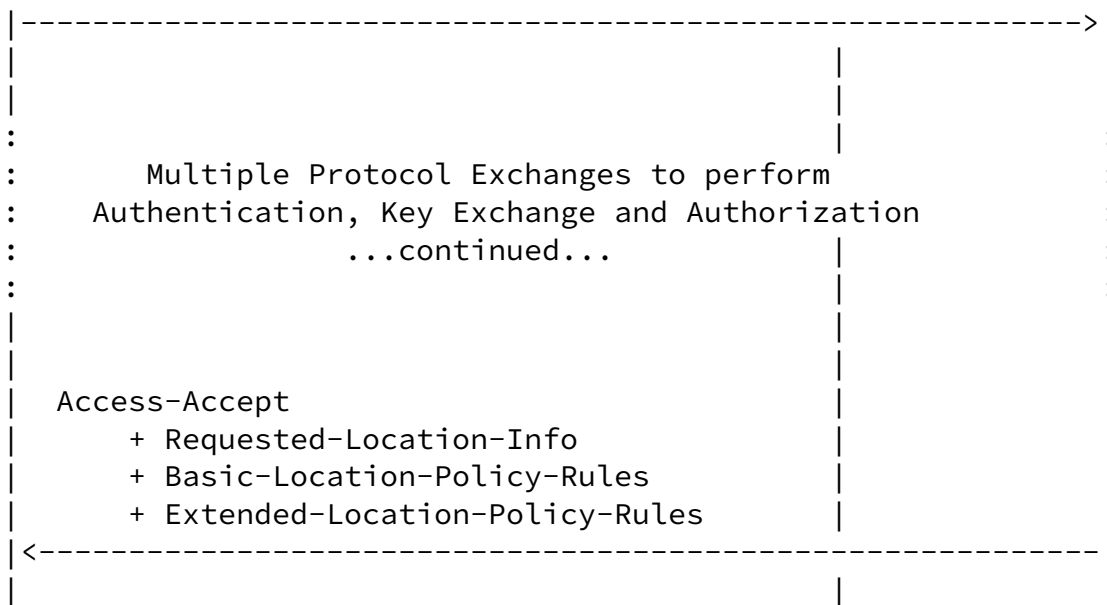 |----------------------------------------------------------->
|                                             |
|                                             |
:                                             |              :
:       Multiple Protocol Exchanges to perform               :
:    Authentication, Key Exchange and Authorization          :
:                  ...continued...            |              :
:                                             |              :
|                                             |
|                                             |
|  Access-Accept                              |
|      + Requested-Location-Info              |
|      + Basic-Location-Policy-Rules          |
|      + Extended-Location-Policy-Rules       |
|<-----------------------------------------------------------
|                                             |